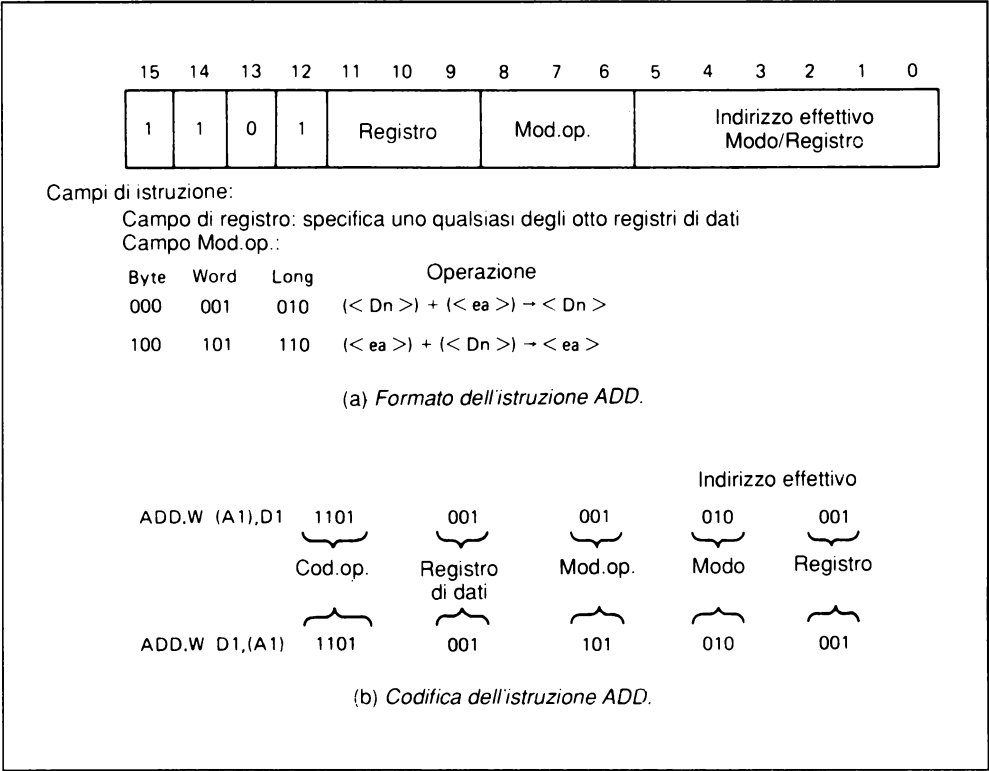 15 14 13 12 11 10 9 8 7 6 5 4 3 2 1 0
1 1 0 1 Registro Mod.op. Indirizzo effettivo
Modo/Registro
Campi di istruzione:
Campo di registro: specifica uno qualsiasi degli otto registri di dati
Campo Mod.op.:
Byte Word Long Operazione
000 001 010 (< Dn >) + (< ea >) → < Dn >
100 101 110 (< ea >) + (< Dn >) → < ea >
(a) Formato dell'istruzione ADD.
Indirizzo effettivo
ADD.W (A1),D1 1101 001 001 010 001
Cod.op. Registro Mod.op. Modo Registro
di dati
ADD.W D1,(A1) 1101 001 101 010 001
(b) Codifica dell'istruzione ADD.